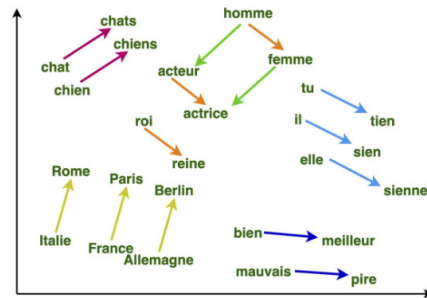 chats
homme
chiens
chat
acteur
femme
chien
tu
actrice
roi
il
tien
sien
reine
elle
Rome
Paris
Berlin
sienne
Italie
France
Allemagne
bien
meilleur
mauvais
pire